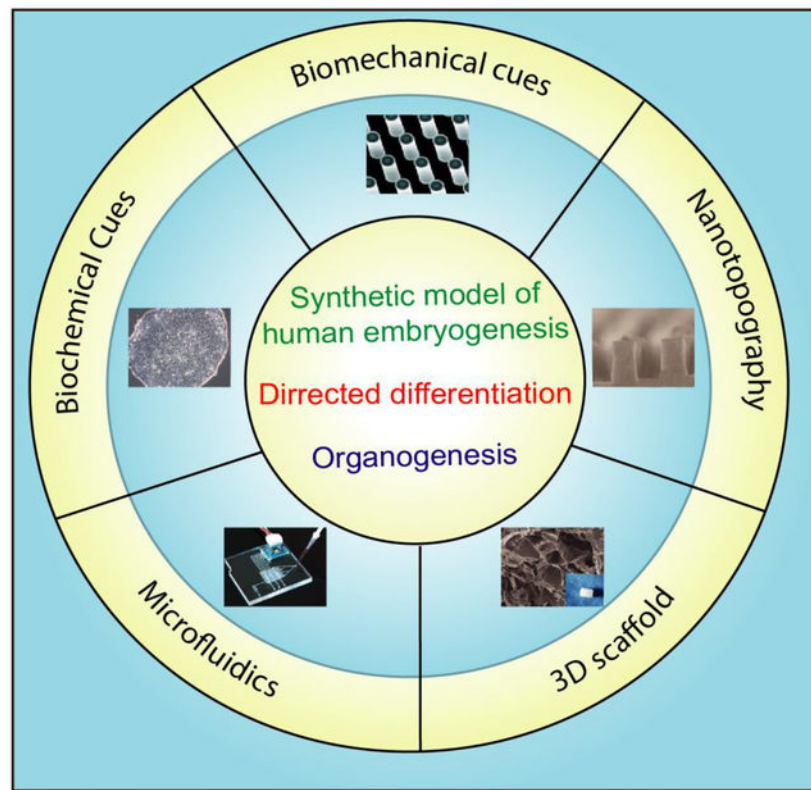 Biomechanical cues
Nanotopography
3D scaffold
Microfluidics
Biochemical Cues
Synthetic model of
human embryogenesis
Dirrected differentiation
Organogenesis